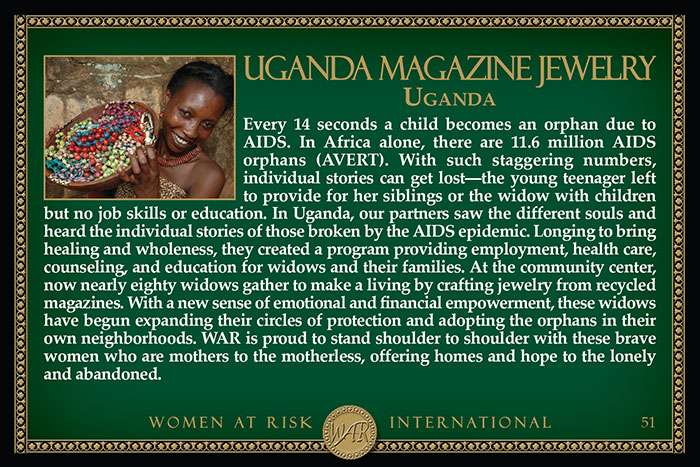 UGANDA MAGAZINE JEWELRY
UGANDA
Every 14 seconds a child becomes an orphan due to
AIDS. In Africa alone, there are 11.6 million AIDS
orphans (AVERT). With such staggering numbers,
individual stories can get lost—the young teenager left
to provide for her siblings or the widow with children
but no job skills or education. In Uganda, our partners saw the different souls and
heard the individual stories of those broken by the AIDS epidemic. Longing to bring
healing and wholeness, they created a program providing employment, health care,
counseling, and education for widows and their families. At the community center,
now nearly eighty widows gather to make a living by crafting jewelry from recycled
magazines. With a new sense of emotional and financial empowerment, these widows
have begun expanding their circles of protection and adopting the orphans in their
own neighborhoods. WAR is proud to stand shoulder to shoulder with these brave
women who are mothers to the motherless, offering homes and hope to the lonely
and abandoned.
WOMEN AT RISK WAR INTERNATIONAL 51